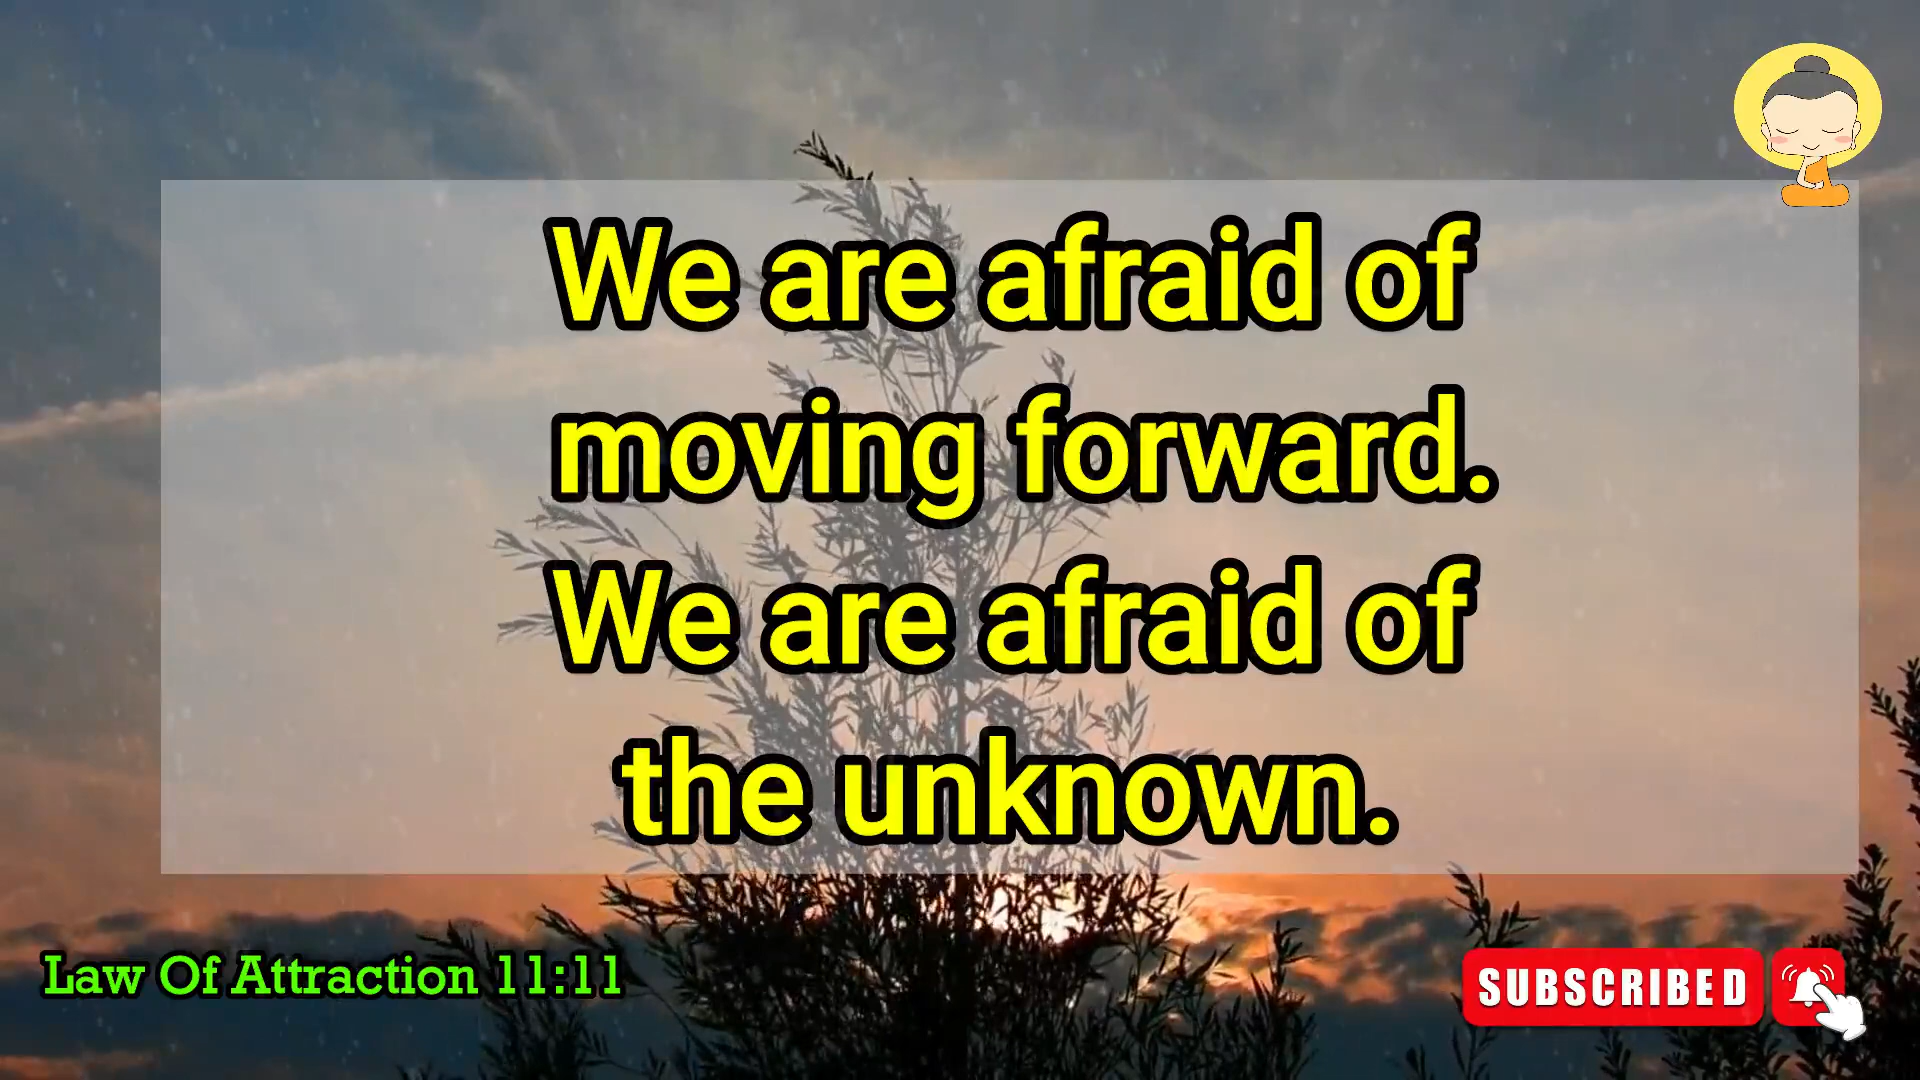 We are afraid of
moving forward.
We are afraid of
the unknown.
Law Of Attraction 11:11
SUBSCRIBED